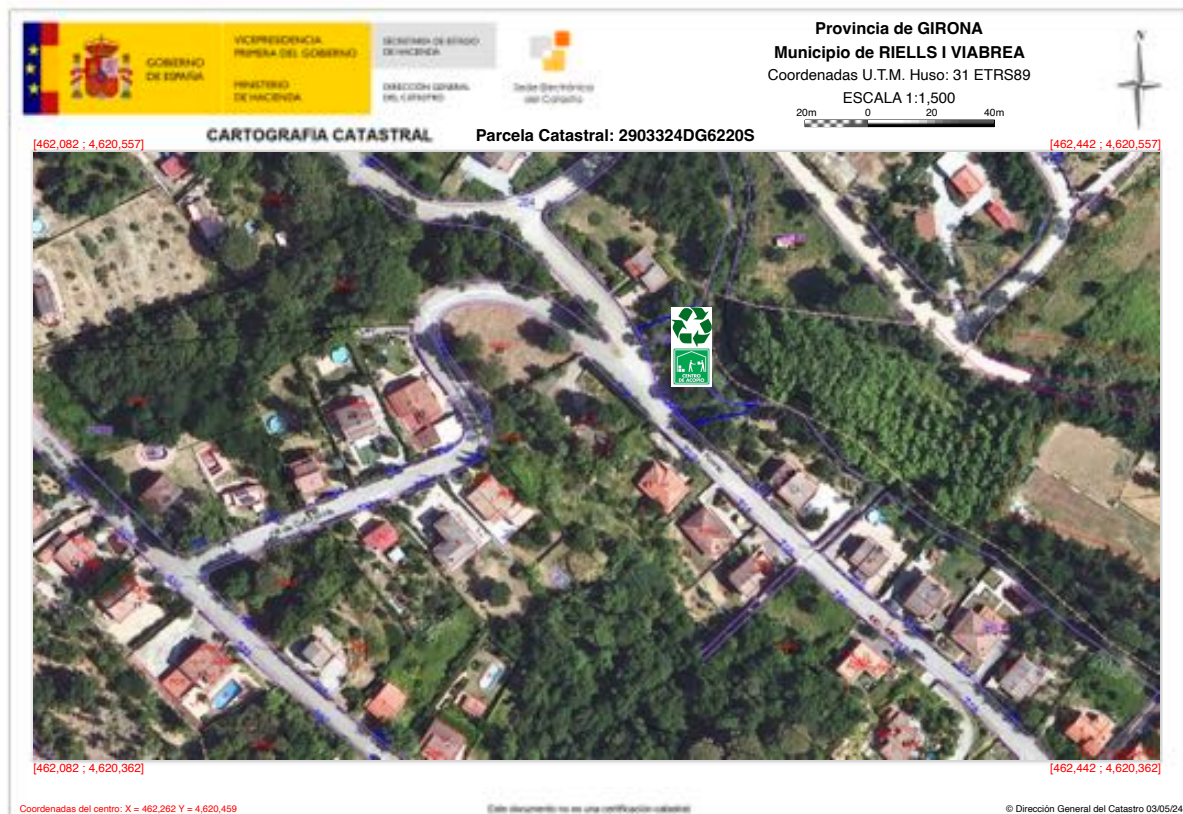 GOBIERNO
DE ESPAÑA
VICEPRESIDENCIA
PRIMERA DEL GOBIERNO
MINISTERIO
DE HACIENDA
SECRETARÍA DE ESTADO
DE HACIENDA
DIRECCIÓN GENERAL
DEL CATASTRO
Sede Electrónica
del Catastro
Provincia de GIRONA
Municipio de RIELLS I VIABREA
Coordenadas U.T.M. Huso: 31 ETRS89
ESCALA 1:1,500
20m 0 20 40m
N
CARTOGRAFÍA CATASTRAL
Parcela Catastral: 2903324DG6220S
[462,082 ; 4,620,557]
[462,442 ; 4,620,557]
CENTRO
DE ACOPIO
[462,082 ; 4,620,362]
[462,442 ; 4,620,362]
Coordenadas del centro: X = 462,262 Y = 4,620,459
Este documento no es una certificación catastral
© Dirección General del Catastro 03/05/24